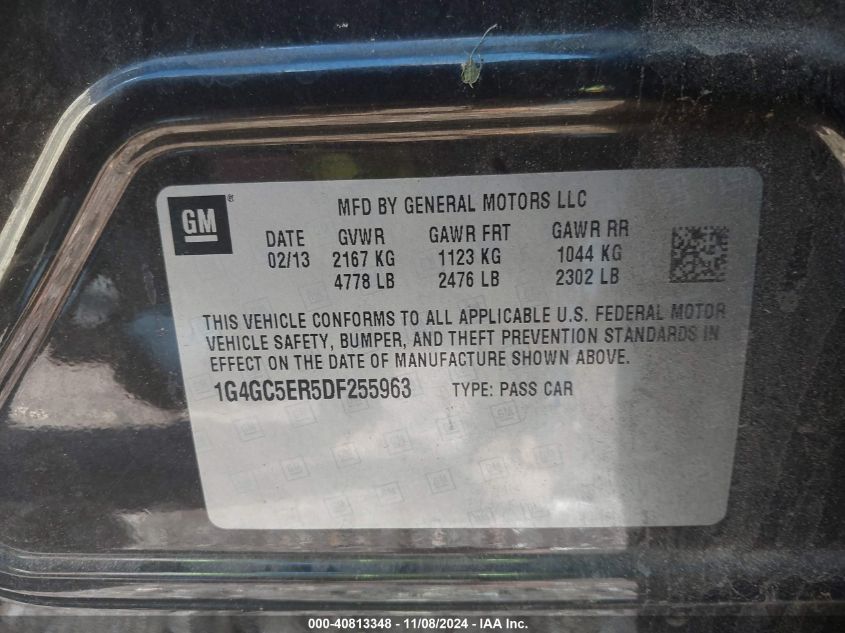 GM ®
MFD BY GENERAL MOTORS LLC
DATE GVWR GAWR FRT GAWR RR
02/13 2167 KG 1123 KG 1044 KG
4778 LB 2476 LB 2302 LB
THIS VEHICLE CONFORMS TO ALL APPLICABLE U.S. FEDERAL MOTOR
VEHICLE SAFETY, BUMPER, AND THEFT PREVENTION STANDARDS IN
EFFECT ON THE DATE OF MANUFACTURE SHOWN ABOVE.
1G4GC5ER5DF255963 TYPE: PASS CAR
000-40813348 - 11/08/2024 - IAA Inc.